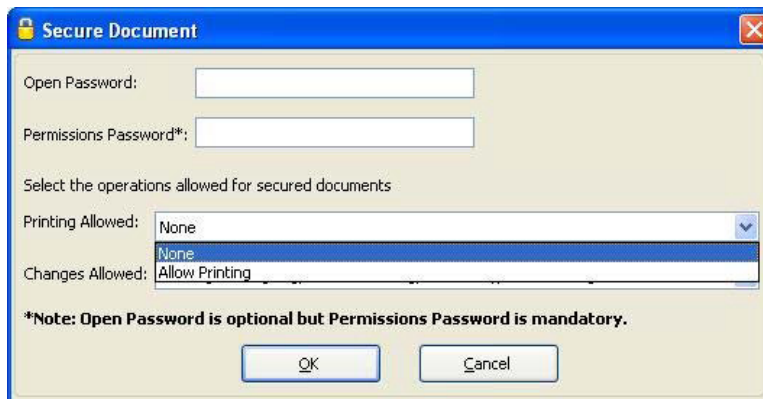 Secure Document
Open Password:
Permissions Password*:
Select the operations allowed for secured documents
Printing Allowed: None
None
Changes Allowed: Allow Printing
*Note: Open Password is optional but Permissions Password is mandatory.
OK Cancel